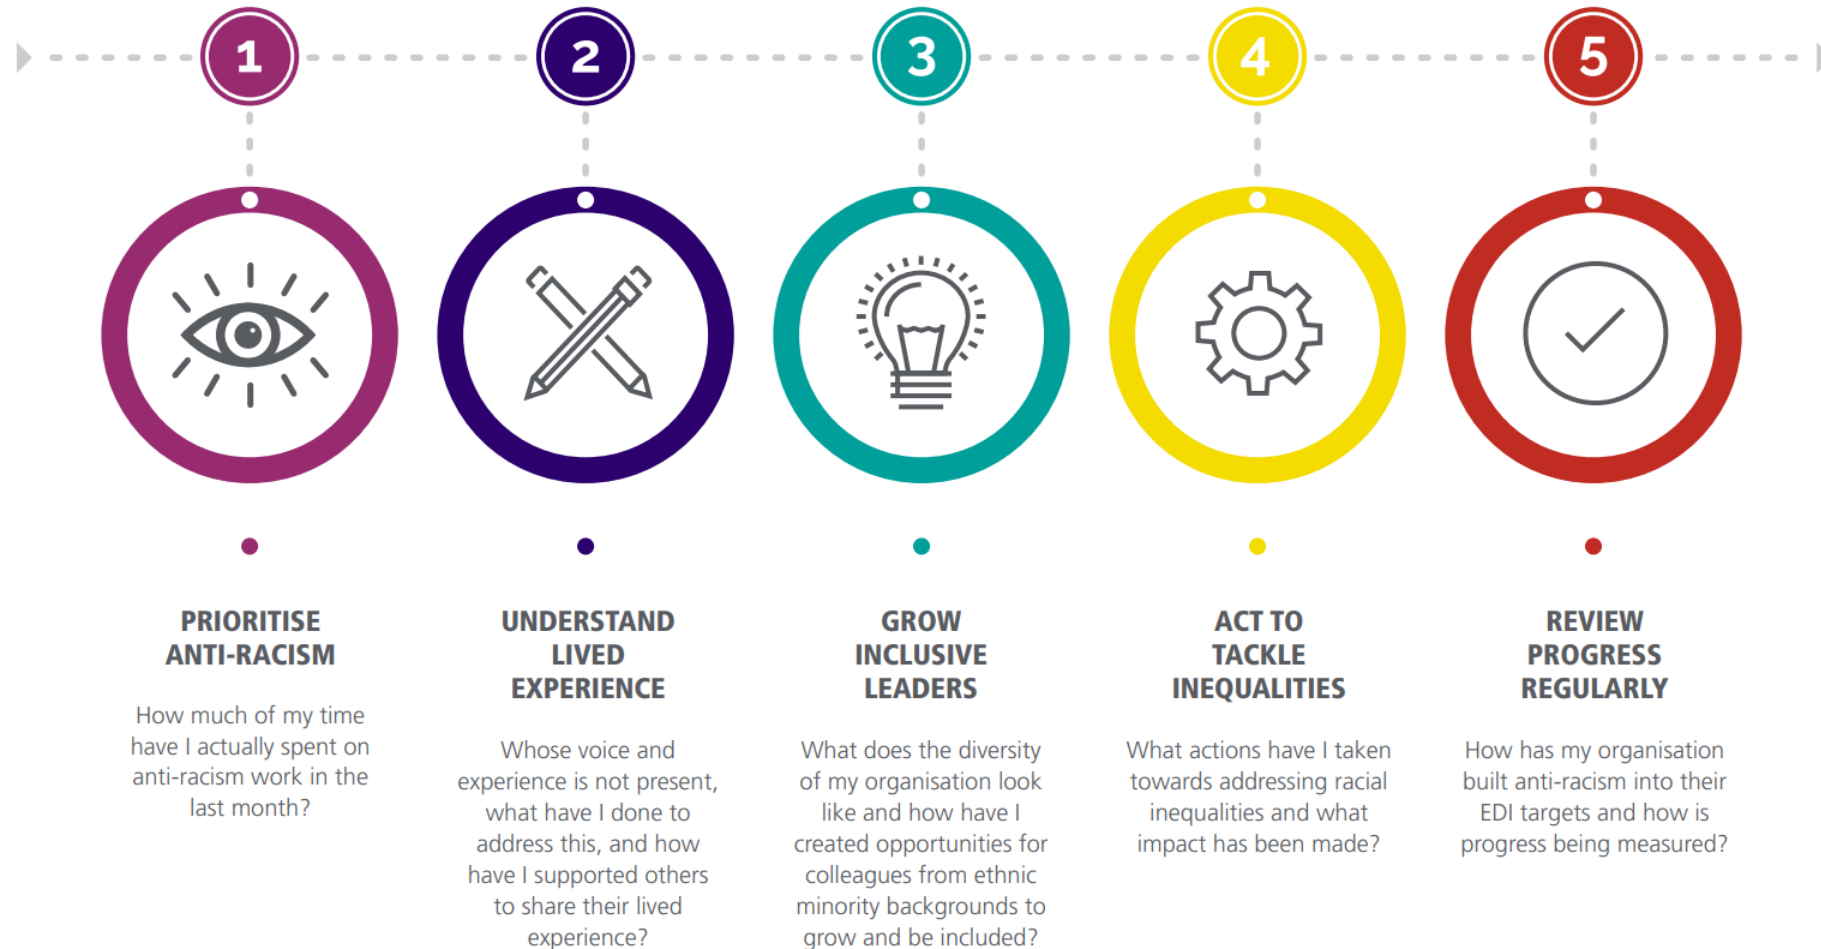 1
2
3
4
5
PRIORITISE
ANTI-RACISM
How much of my time
have I actually spent on
anti-racism work in the
last month?
UNDERSTAND
LIVED
EXPERIENCE
Whose voice and
experience is not present,
what have I done to
address this, and how
have I supported others
to share their lived
experience?
GROW
INCLUSIVE
LEADERS
What does the diversity
of my organisation look
like and how have I
created opportunities for
colleagues from ethnic
minority backgrounds to
grow and be included?
ACT TO
TACKLE
INEQUALITIES
What actions have I taken
towards addressing racial
inequalities and what
impact has been made?
REVIEW
PROGRESS
REGULARLY
How has my organisation
built anti-racism into their
EDI targets and how is
progress being measured?